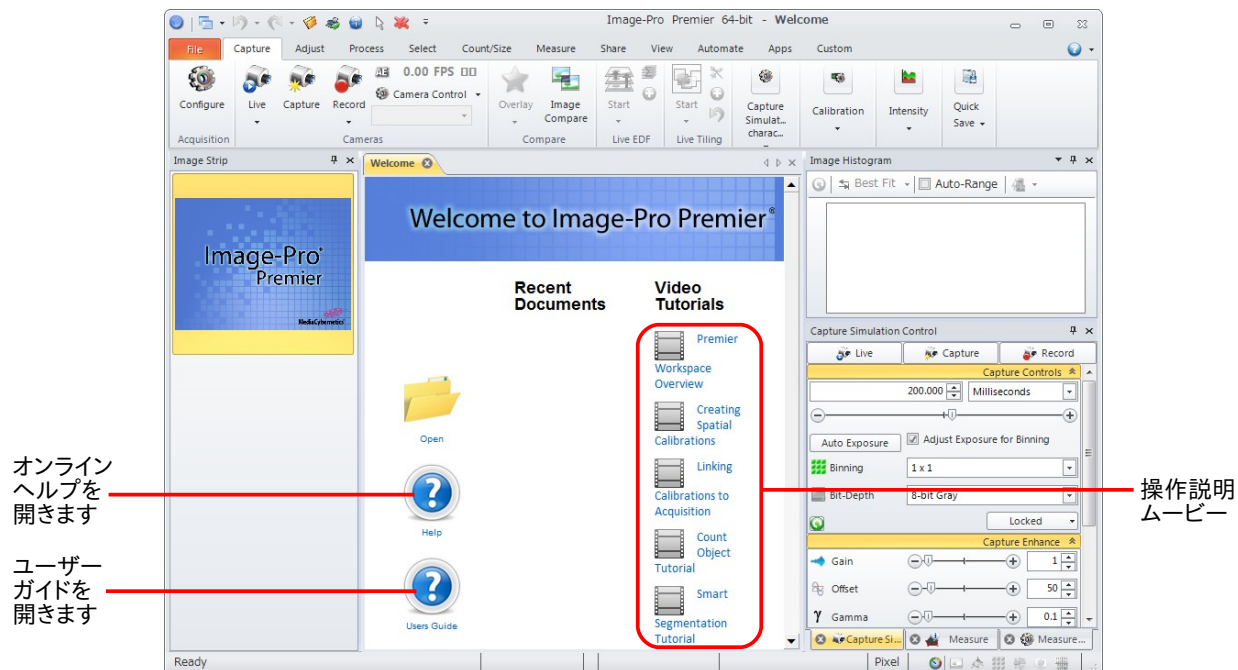 Image-Pro Premier 64-bit - Welcome
File Capture Adjust Process Select Count/Size Measure Share View Automate Apps Custom
Configure
Live
Capture
Record
0.00 FPS
Camera Control
Overlay
Image
Compare
Start
Start
Capture
Simulat...
charac...
Calibration
Intensity
Quick
Save
Acquisition
Cameras
Compare
Live EDF
Live Tiling
Image Strip
Welcome
Image Histogram
Best Fit
Auto-Range
Image-Pro
Premier
MediaCybernetics
Welcome to Image-Pro Premier®
Recent
Documents
Video
Tutorials
Open
Help
Users Guide
Premier
Workspace
Overview
Creating
Spatial
Calibrations
Linking
Calibrations to
Acquisition
Count
Object
Tutorial
Smart
Segmentation
Tutorial
Capture Simulation Control
Live
Capture
Record
Capture Controls
200.000
Milliseconds
Auto Exposure
Adjust Exposure for Binning
Binning
1 x 1
Bit-Depth
8-bit Gray
Locked
Capture Enhance
Gain
1
Offset
50
γ Gamma
0.1
Capture Si...
Measure
Measure...
Ready
Pixel
オンライン
ヘルプを
開きます
ユーザー
ガイドを
開きます
操作説明
ムービー